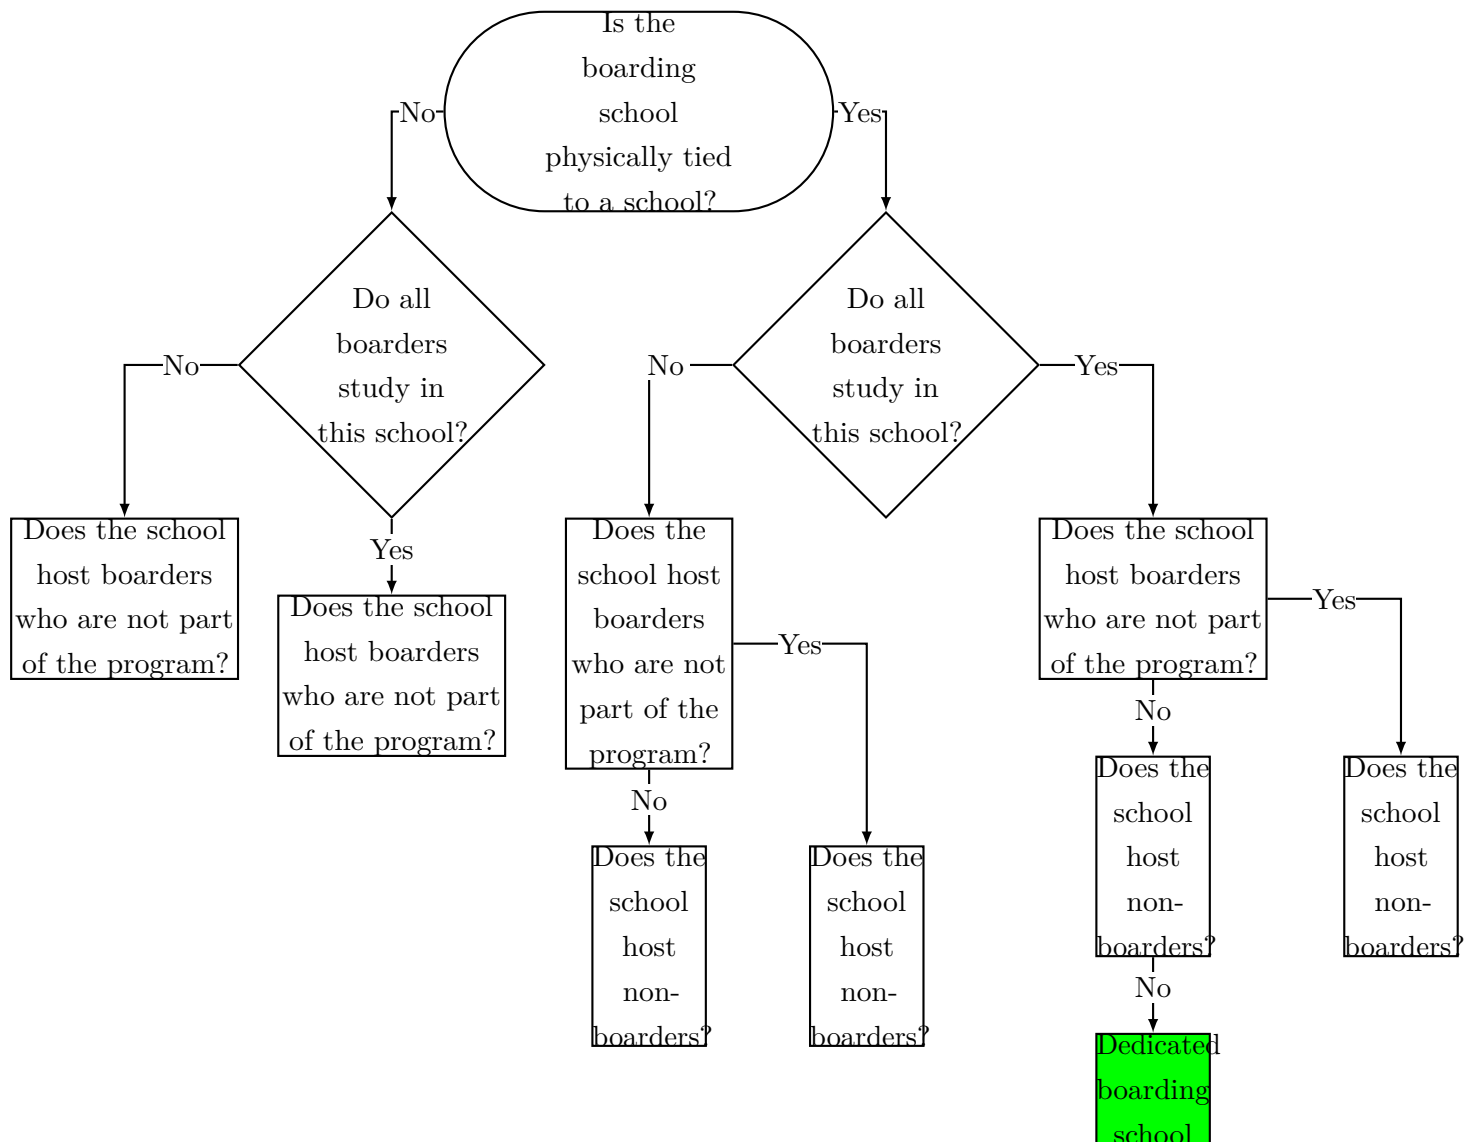 Is the
boarding
school
physically tied
to a school?
No
Yes
Do all
boarders
study in
this school?
Do all
boarders
study in
this school?
No
Yes
No
Yes
Does the school
host boarders
who are not part
of the program?
Does the school
host boarders
who are not part
of the program?
Does the
school host
boarders
who are not
part of the
program?
Does the school
host boarders
who are not part
of the program?
Yes
No
Yes
No
Does the
school
host
non-
boarders?
Does the
school
host
non-
boarders?
Does the
school
host
non-
boarders?
Does the
school
host
non-
boarders?
No
Dedicated
boarding
school